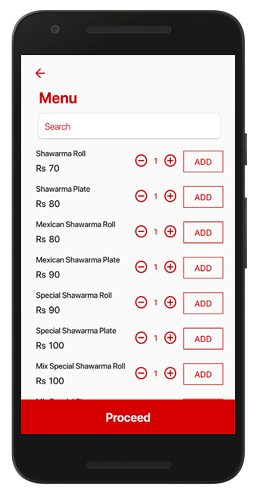 Menu
Search
Shawarma Roll
Rs 70
1
ADD
Shawarma Plate
Rs 80
1
ADD
Mexican Shawarma Roll
Rs 80
1
ADD
Mexican Shawarma Plate
Rs 90
1
ADD
Special Shawarma Roll
Rs 90
1
ADD
Special Shawarma Plate
Rs 100
1
ADD
Mix Special Shawarma Roll
Rs 100
1
ADD
Proceed